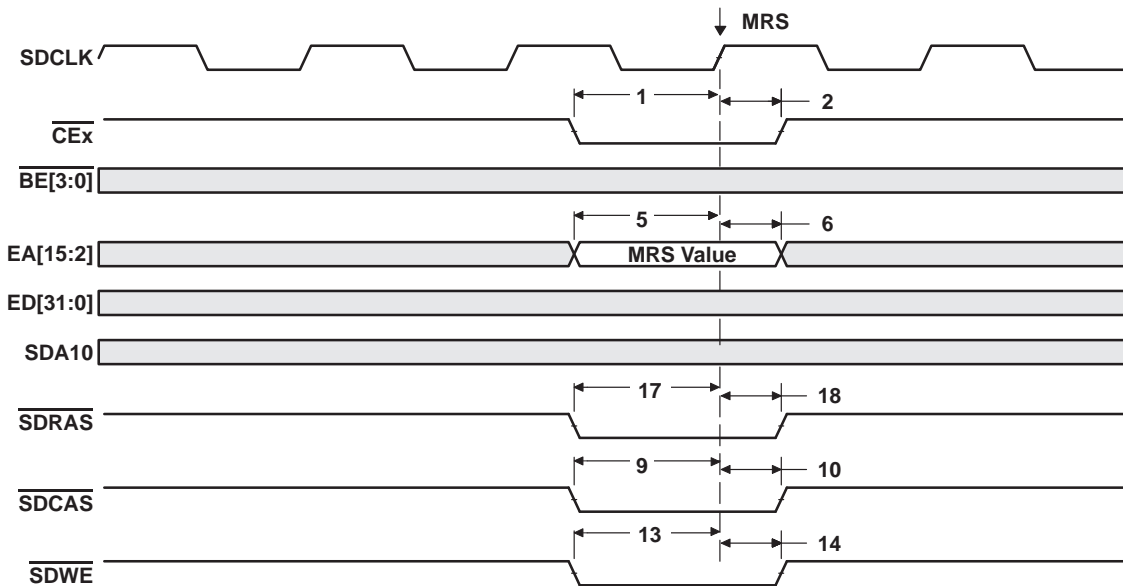 MRS
SDCLK
1 2
CEx
BE[3:0]
5 6
EA[15:2] MRS Value
ED[31:0]
SDA10
17 18
SDRAS
9 10
SDCAS
13 14
SDWE